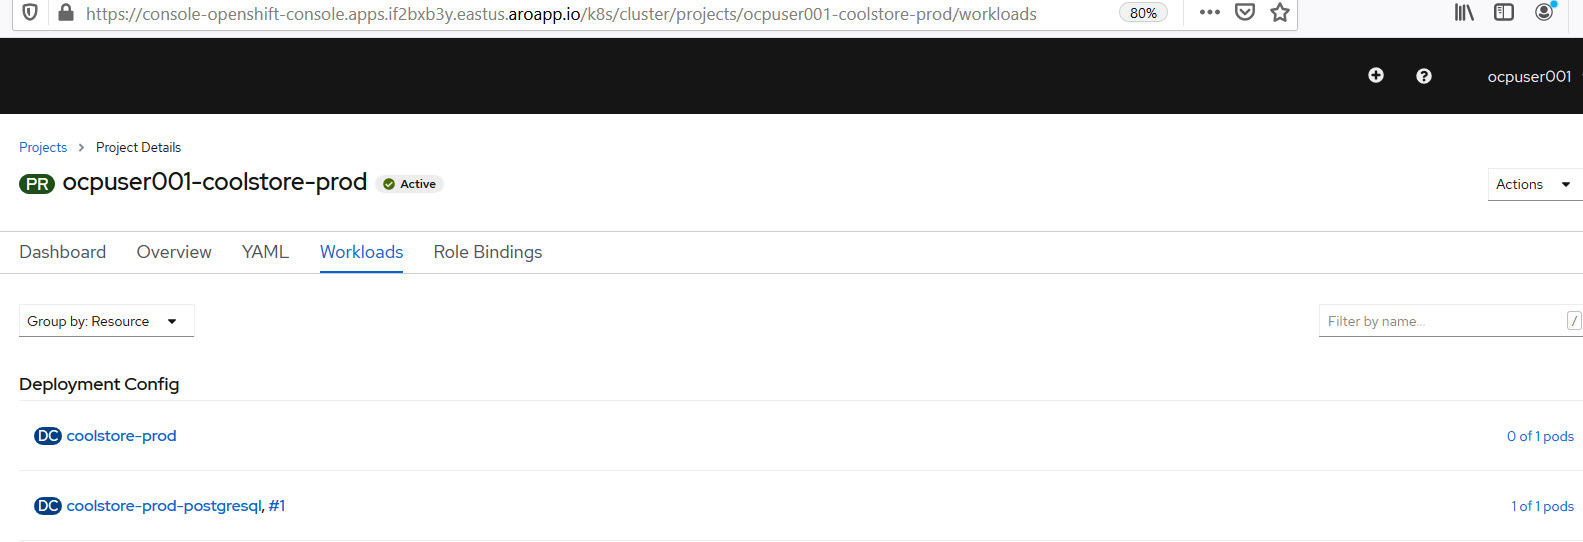 https://console-openshift-console.apps.if2bxb3y.eastus.aroapp.io/k8s/cluster/projects/ocpuser001-coolstore-prod/workloads 80%
ocpuser001
Projects > Project Details
PR ocpuser001-coolstore-prod Active
Actions
Dashboard Overview YAML Workloads Role Bindings
Group by: Resource Filter by name... /
Deployment Config
DC coolstore-prod 0 of 1 pods
DC coolstore-prod-postgresql, #1 1 of 1 pods